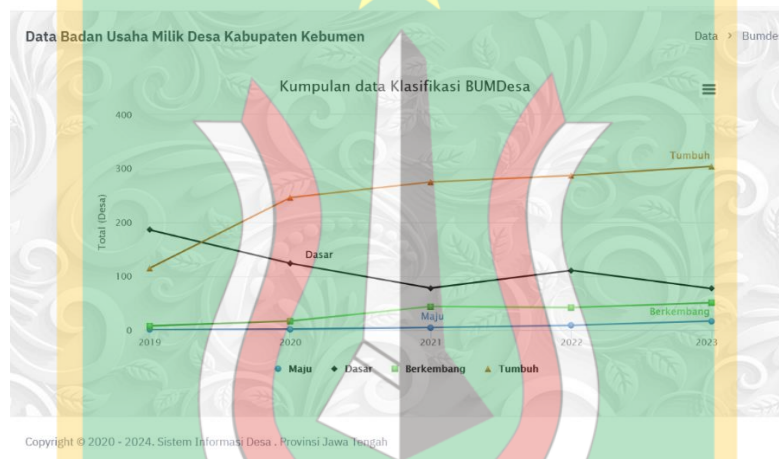 Data Badan Usaha Milik Desa Kabupaten Kebumen
Data > Bumde
Kumpulan data Klasifikasi BUMDesa
400
300
200
100
0
Total (Desa)
Tumbuh
Dasar
Maju
Berkembang
2019 2020 2021 2022 2023
Maju Dasar Berkembang Tumbuh
Copyright © 2020 - 2024. Sistem Informasi Desa . Provinsi Jawa Tengah